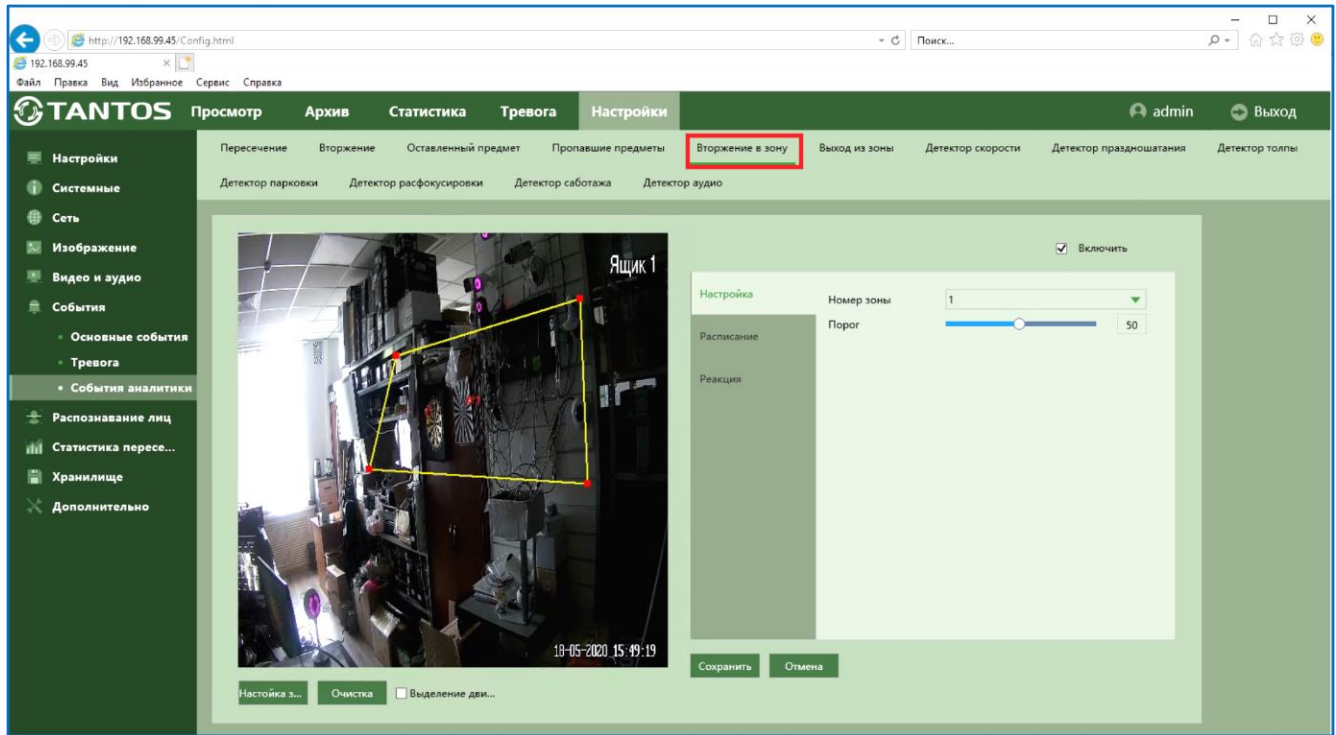 http://192.168.99.45/Config.html
Поиск...
192.168.99.45
Файл Правка Вид Избранное Сервис Справка
TANTOS Просмотр Архив Статистика Тревога Настройки admin Выход
Настройки
Системные
Сеть
Изображение
Видео и аудио
События
Основные события
Тревога
События аналитики
Распознавание лиц
Статистика пересе...
Хранилище
Дополнительно
Пересечение Вторжение Оставленный предмет Пропавшие предметы Вторжение в зону Выход из зоны Детектор скорости Детектор праздношатания Детектор толпы
Детектор парковки Детектор расфокусировки Детектор саботажа Детектор аудио
Ящик 1
18-05-2020 15:49:19
Настойка з... Очистка Выделение дви...
Включить
Настройка
Расписание
Реакция
Номер зоны 1
Порог 50
Сохранить Отмена